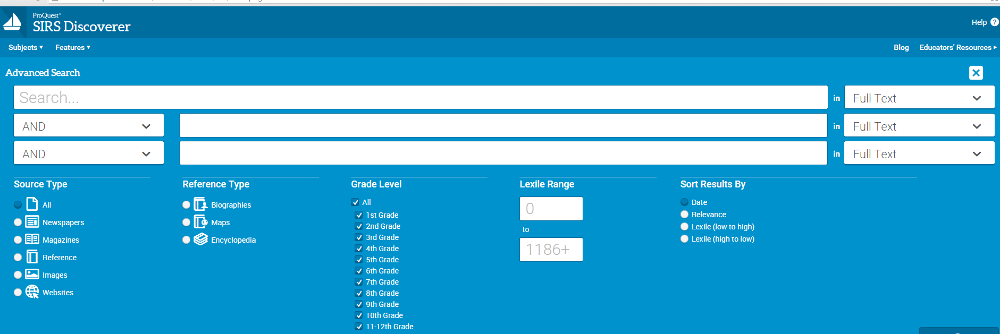 ProQuest®
SIRS Discoverer
Help ?
Subjects ▾ Features ▾ Blog Educators' Resources ▸
Advanced Search
Search... in Full Text
AND in Full Text
AND in Full Text
Source Type
All
Newspapers
Magazines
Reference
Images
Websites
Reference Type
Biographies
Maps
Encyclopedia
Grade Level
All
1st Grade
2nd Grade
3rd Grade
4th Grade
5th Grade
6th Grade
7th Grade
8th Grade
9th Grade
10th Grade
11-12th Grade
Lexile Range
0
to
1186+
Sort Results By
Date
Relevance
Lexile (low to high)
Lexile (high to low)